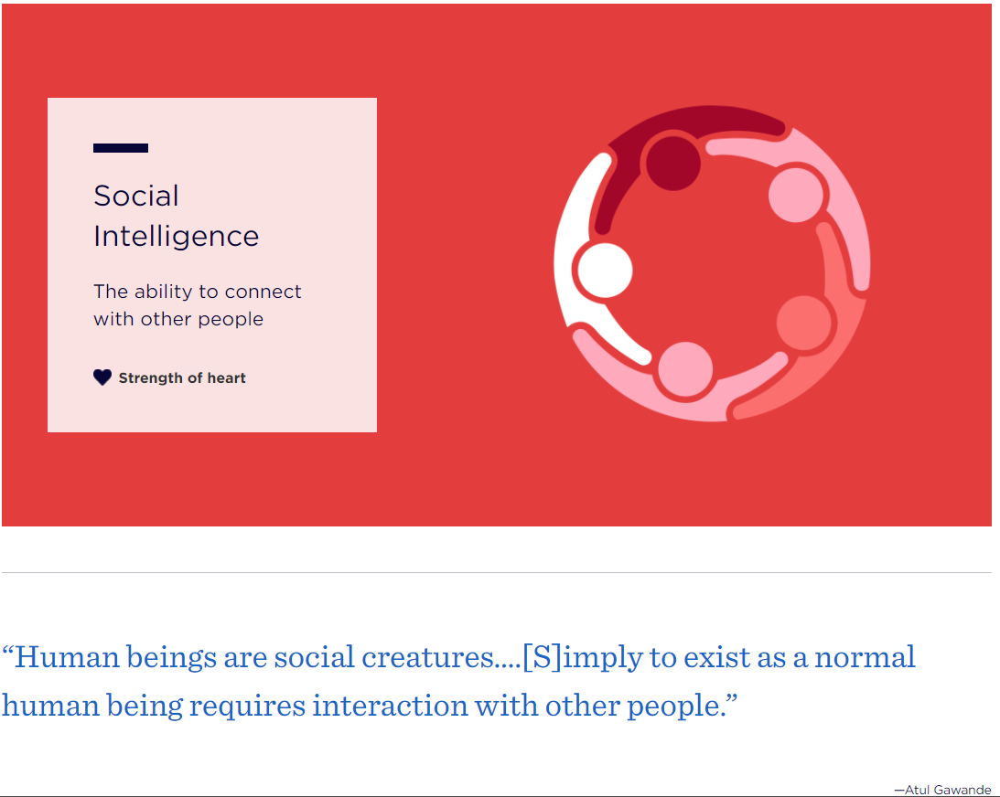 Social
Intelligence
The ability to connect
with other people
Strength of heart
“Human beings are social creatures....[S]imply to exist as a normal
human being requires interaction with other people.”
—Atul Gawande